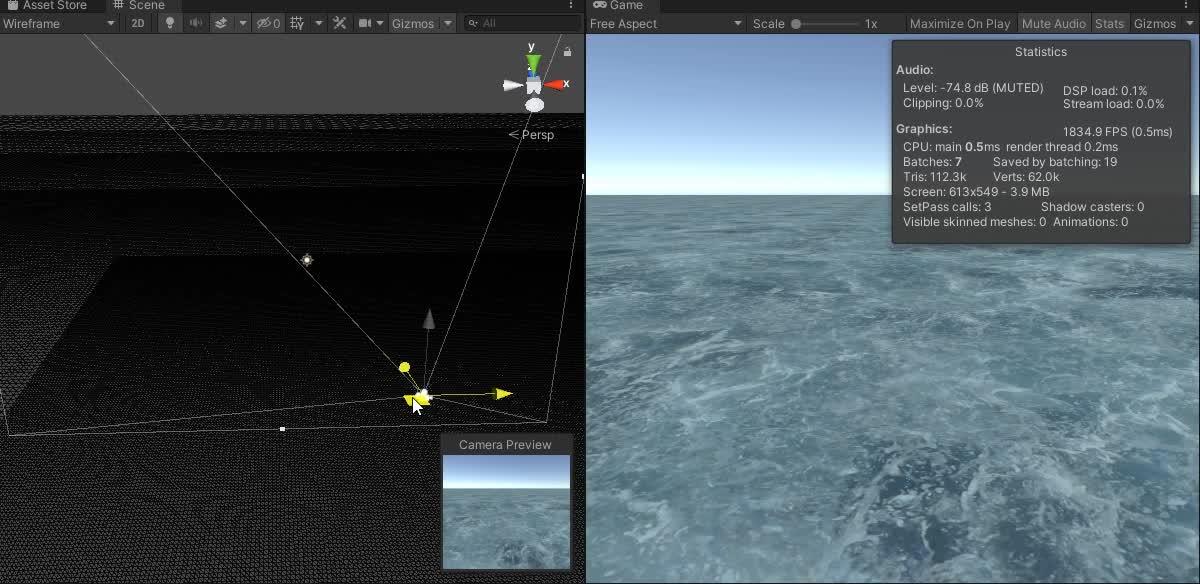 Asset Store
Scene
Wireframe
2D
0
Gizmos
All
y
x
Persp
Camera Preview
Game
Free Aspect
Scale
1x
Maximize On Play
Mute Audio
Stats
Gizmos
Statistics
Audio:
Level: -74.8 dB (MUTED)
DSP load: 0.1%
Clipping: 0.0%
Stream load: 0.0%
Graphics:
1834.9 FPS (0.5ms)
CPU: main 0.5ms render thread 0.2ms
Batches: 7
Saved by batching: 19
Tris: 112.3k
Verts: 62.0k
Screen: 613x549 - 3.9 MB
SetPass calls: 3
Shadow casters: 0
Visible skinned meshes: 0 Animations: 0